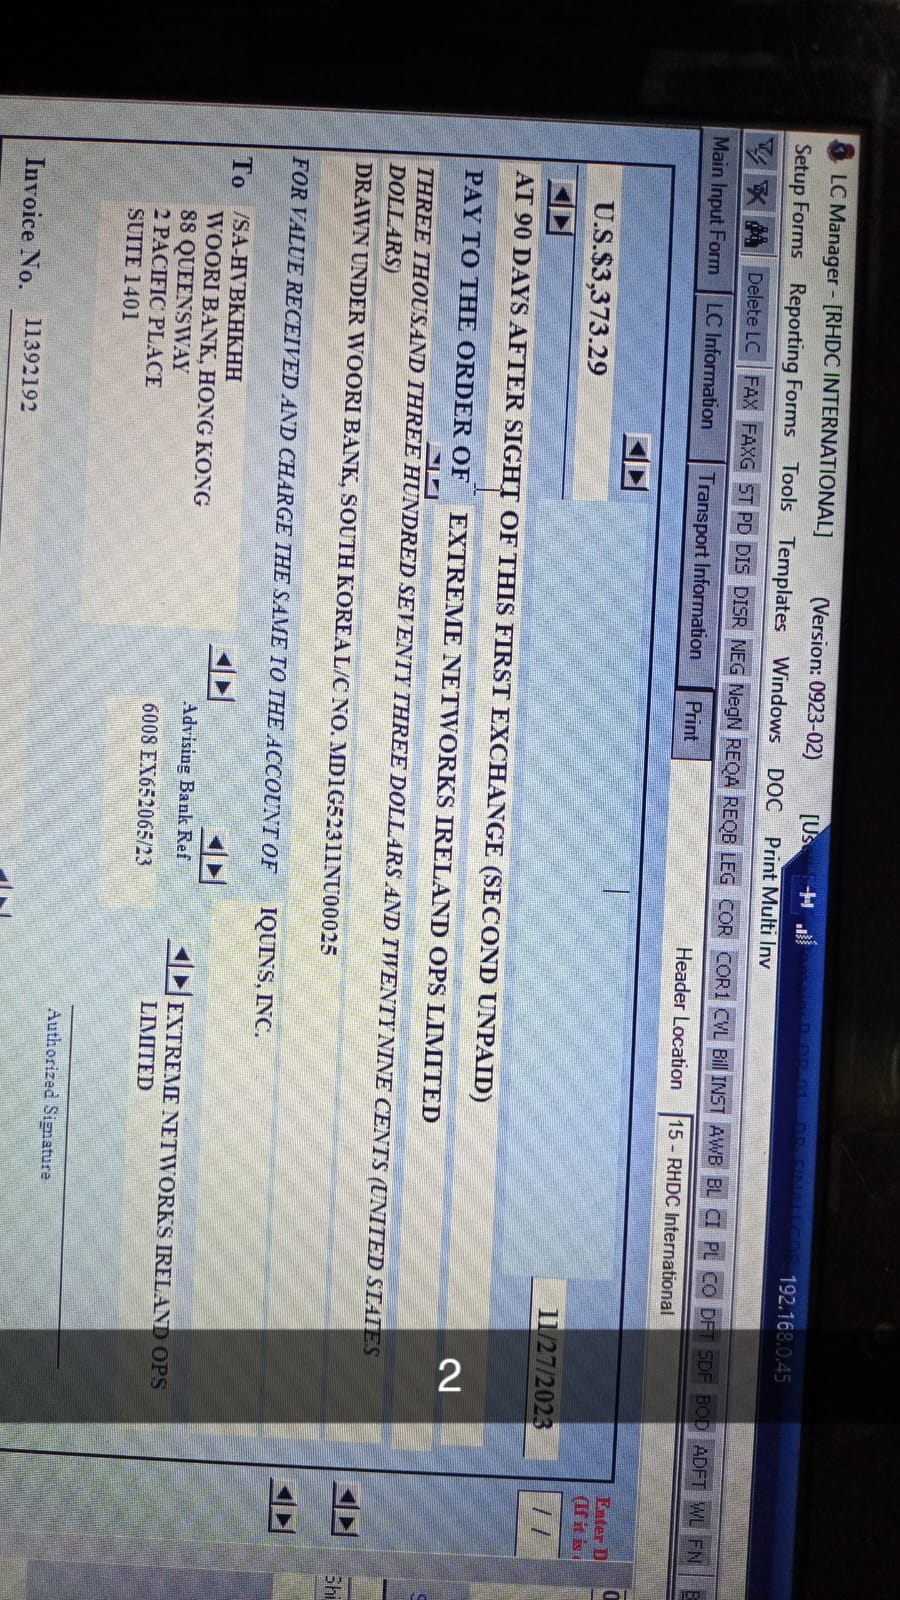 LC Manager - [RHDC INTERNATIONAL] (Version: 0923-02) [Us
192.168.0.45
Setup Forms Reporting Forms Tools Templates Windows DOC Print Multi Inv
Delete LC FAX FAXG ST PD DIS DISR NEG NegN REQA REQB LEG COR COR1 CVL Bill INST AWB BL CI PL CO DFT SDF BOD ADFT WL FN
Main Input Form LC Information Transport Information Print
Header Location 15 - RHDC International
Enter D
(If it is
U.S.$3,373.29
11/27/2023
/ /
AT 90 DAYS AFTER SIGHT OF THIS FIRST EXCHANGE (SECOND UNPAID)
PAY TO THE ORDER OF EXTREME NETWORKS IRELAND OPS LIMITED
2
THREE THOUSAND THREE HUNDRED SEVENTY THREE DOLLARS AND TWENTY NINE CENTS (UNITED STATES
DOLLARS)
DRAWN UNDER WOORI BANK, SOUTH KOREA L/C NO. MD1G52311NU00025
Shi
FOR VALUE RECEIVED AND CHARGE THE SAME TO THE ACCOUNT OF IQUINS, INC.
To /SA-HVBKHKHH
WOORI BANK, HONG KONG
88 QUEENSWAY
2 PACIFIC PLACE
SUITE 1401
Advising Bank Ref
6008 EX652065/23
EXTREME NETWORKS IRELAND OPS
LIMITED
Authorized Signature
Invoice No. 11392192